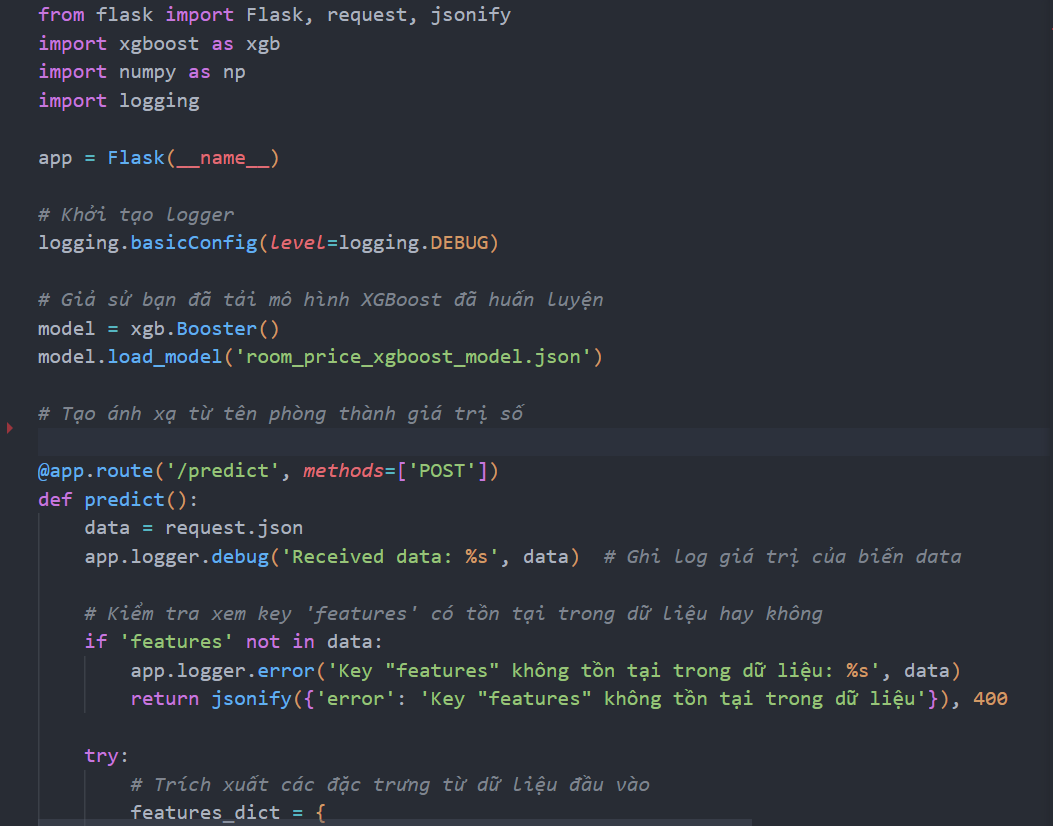 from flask import Flask, request, jsonify
import xgboost as xgb
import numpy as np
import logging
app = Flask(__name__)
# Khởi tạo logger
logging.basicConfig(level=logging.DEBUG)
# Giả sử bạn đã tải mô hình XGBoost đã huấn luyện
model = xgb.Booster()
model.load_model('room_price_xgboost_model.json')
# Tạo ánh xạ từ tên phòng thành giá trị số
@app.route('/predict', methods=['POST'])
def predict():
    data = request.json
    app.logger.debug('Received data: %s', data)  # Ghi log giá trị của biến data
    # Kiểm tra xem key 'features' có tồn tại trong dữ liệu hay không
    if 'features' not in data:
        app.logger.error('Key "features" không tồn tại trong dữ liệu: %s', data)
        return jsonify({'error': 'Key "features" không tồn tại trong dữ liệu'}), 400
    try:
        # Trích xuất các đặc trưng từ dữ liệu đầu vào
        features_dict = {